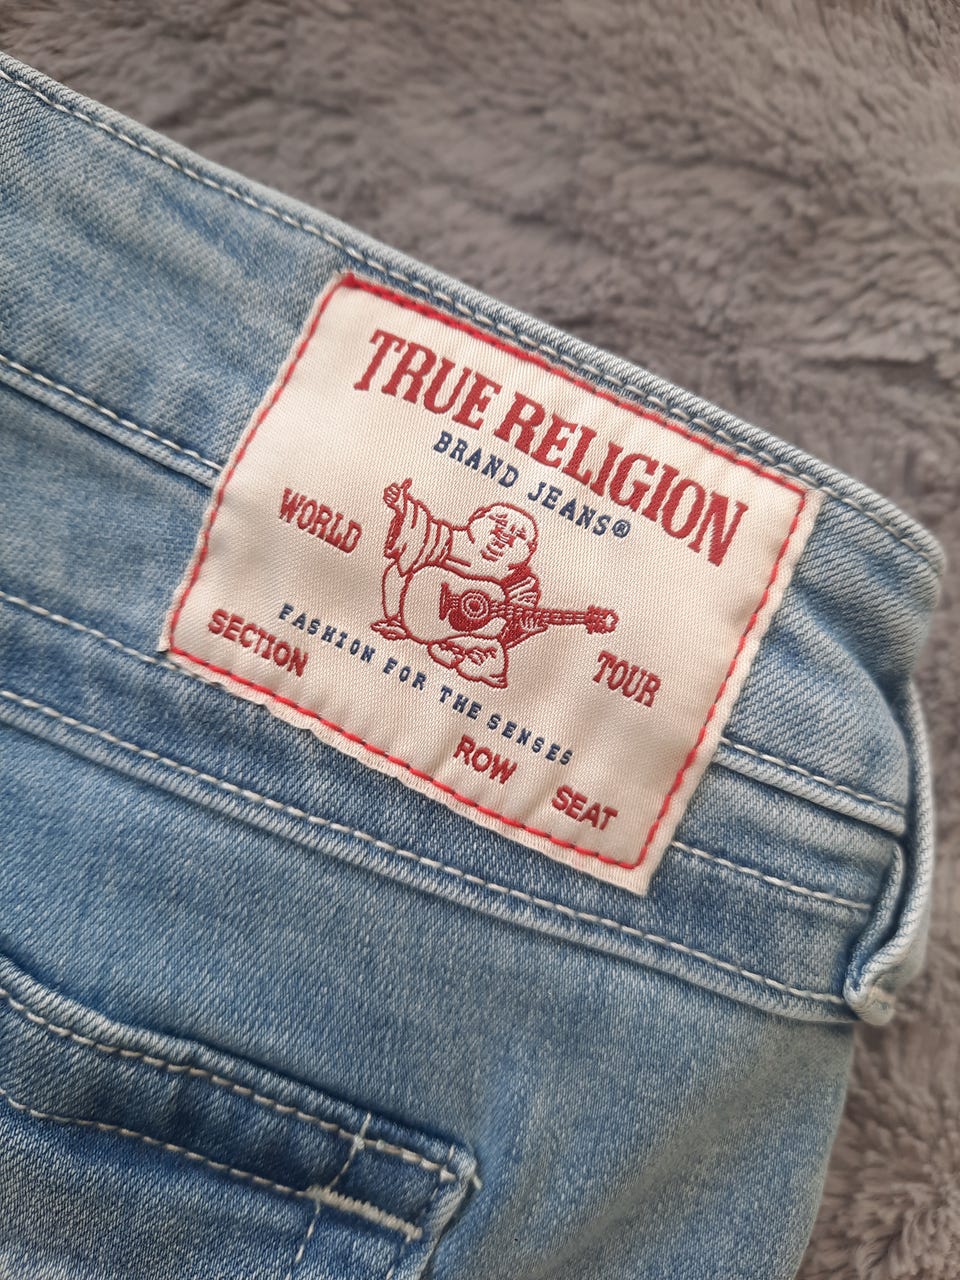 TRUE RELIGION
BRAND JEANS®
WORLD TOUR
FASHION FOR THE SENSES
SECTION ROW SEAT